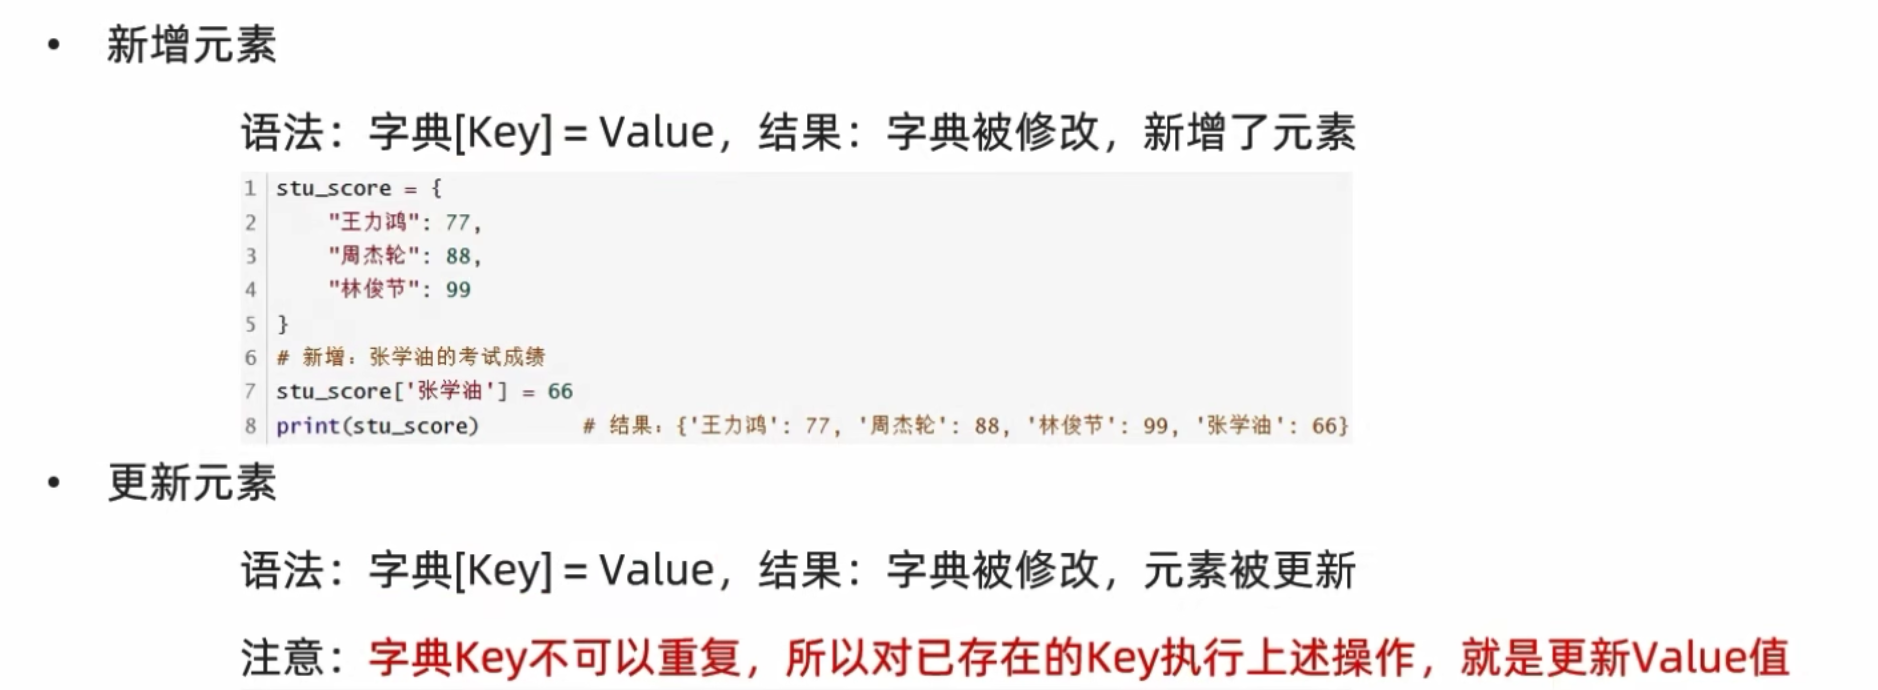 • 新增元素
语法：字典[Key] = Value，结果：字典被修改，新增了元素
1 stu_score = {
2     "王力鸿": 77,
3     "周杰轮": 88,
4     "林俊节": 99
5 }
6 # 新增：张学油的考试成绩
7 stu_score['张学油'] = 66
8 print(stu_score)        # 结果：{'王力鸿': 77, '周杰轮': 88, '林俊节': 99, '张学油': 66}
• 更新元素
语法：字典[Key] = Value，结果：字典被修改，元素被更新
注意：字典Key不可以重复，所以对已存在的Key执行上述操作，就是更新Value值